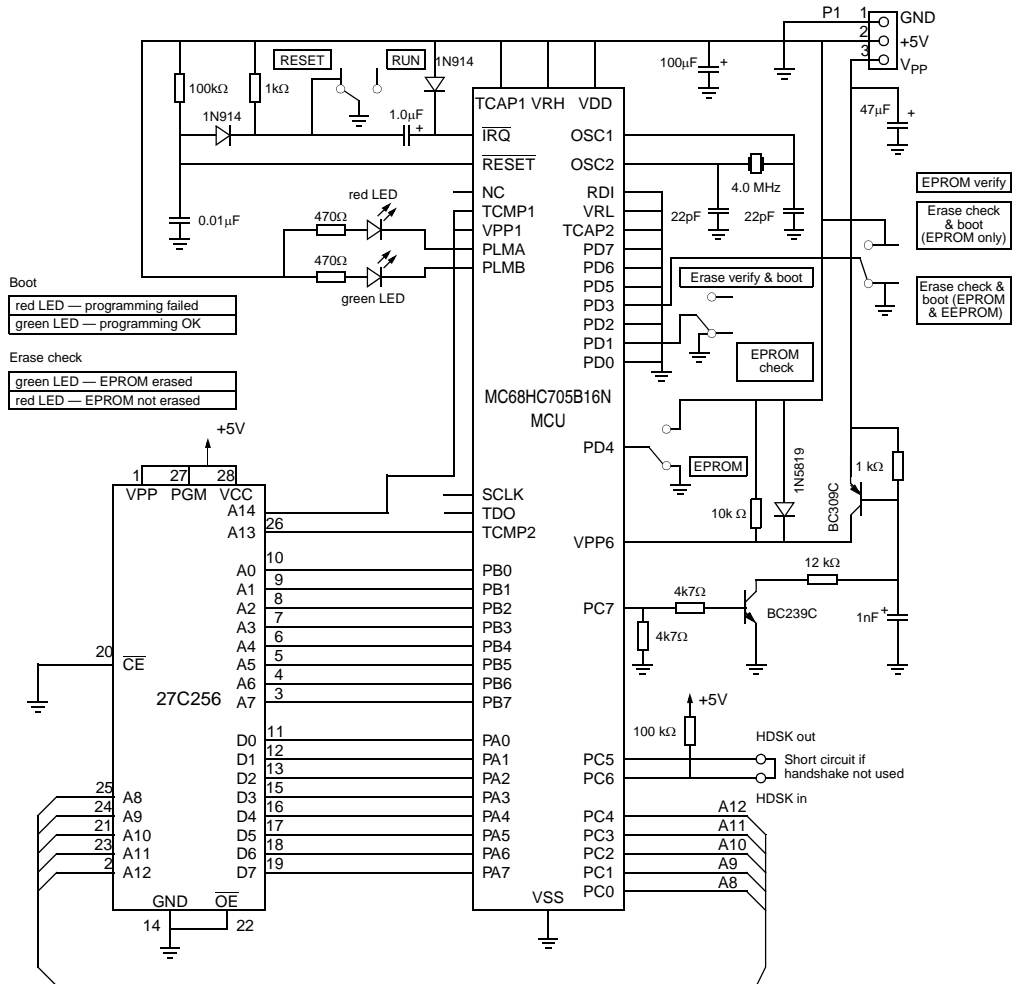 P1
1
GND
2
+5V
3
VPP
RESET
RUN
1N914
100µF
100kΩ
1kΩ
1N914
1.0µF
+
+
47µF
+
TCAP1 VRH VDD
IRQ
OSC1
RESET
OSC2
4.0 MHz
NC
RDI
EPROM verify
red LED
TCMP1
VRL
22pF
22pF
Erase check
& boot
(EPROM only)
0.01µF
470Ω
VPP1
TCAP2
PLMA
PD7
470Ω
PLMB
PD6
green LED
PD5
Erase verify & boot
PD3
Erase check &
boot (EPROM
& EEPROM)
PD2
PD1
PD0
EPROM
check
Boot
red LED — programming failed
green LED — programming OK
Erase check
green LED — EPROM erased
red LED — EPROM not erased
MC68HC705B16N
MCU
+5V
PD4
EPROM
1N5819
1 kΩ
BC309C
10k Ω
1
27
28
VPP PGM VCC
A14
SCLK
TDO
A13
26
TCMP2
VPP6
A0
10
PB0
12 kΩ
A1
9
PB1
4k7Ω
A2
8
PB2
PC7
BC239C
1nF
+
A3
7
PB3
4k7Ω
A4
6
PB4
20
CE
A5
5
PB5
A6
4
PB6
27C256
A7
3
PB7
+5V
100 kΩ
HDSK out
D0
11
PA0
D1
12
PA1
PC5
Short circuit if
handshake not used
D2
13
PA2
PC6
HDSK in
25
A8
D3
15
PA3
24
A9
D4
16
PA4
PC4
A12
21
A10
D5
17
PA5
PC3
A11
23
A11
D6
18
PA6
PC2
A10
2
A12
D7
19
PA7
PC1
A9
PC0
A8
GND
OE
VSS
14
22